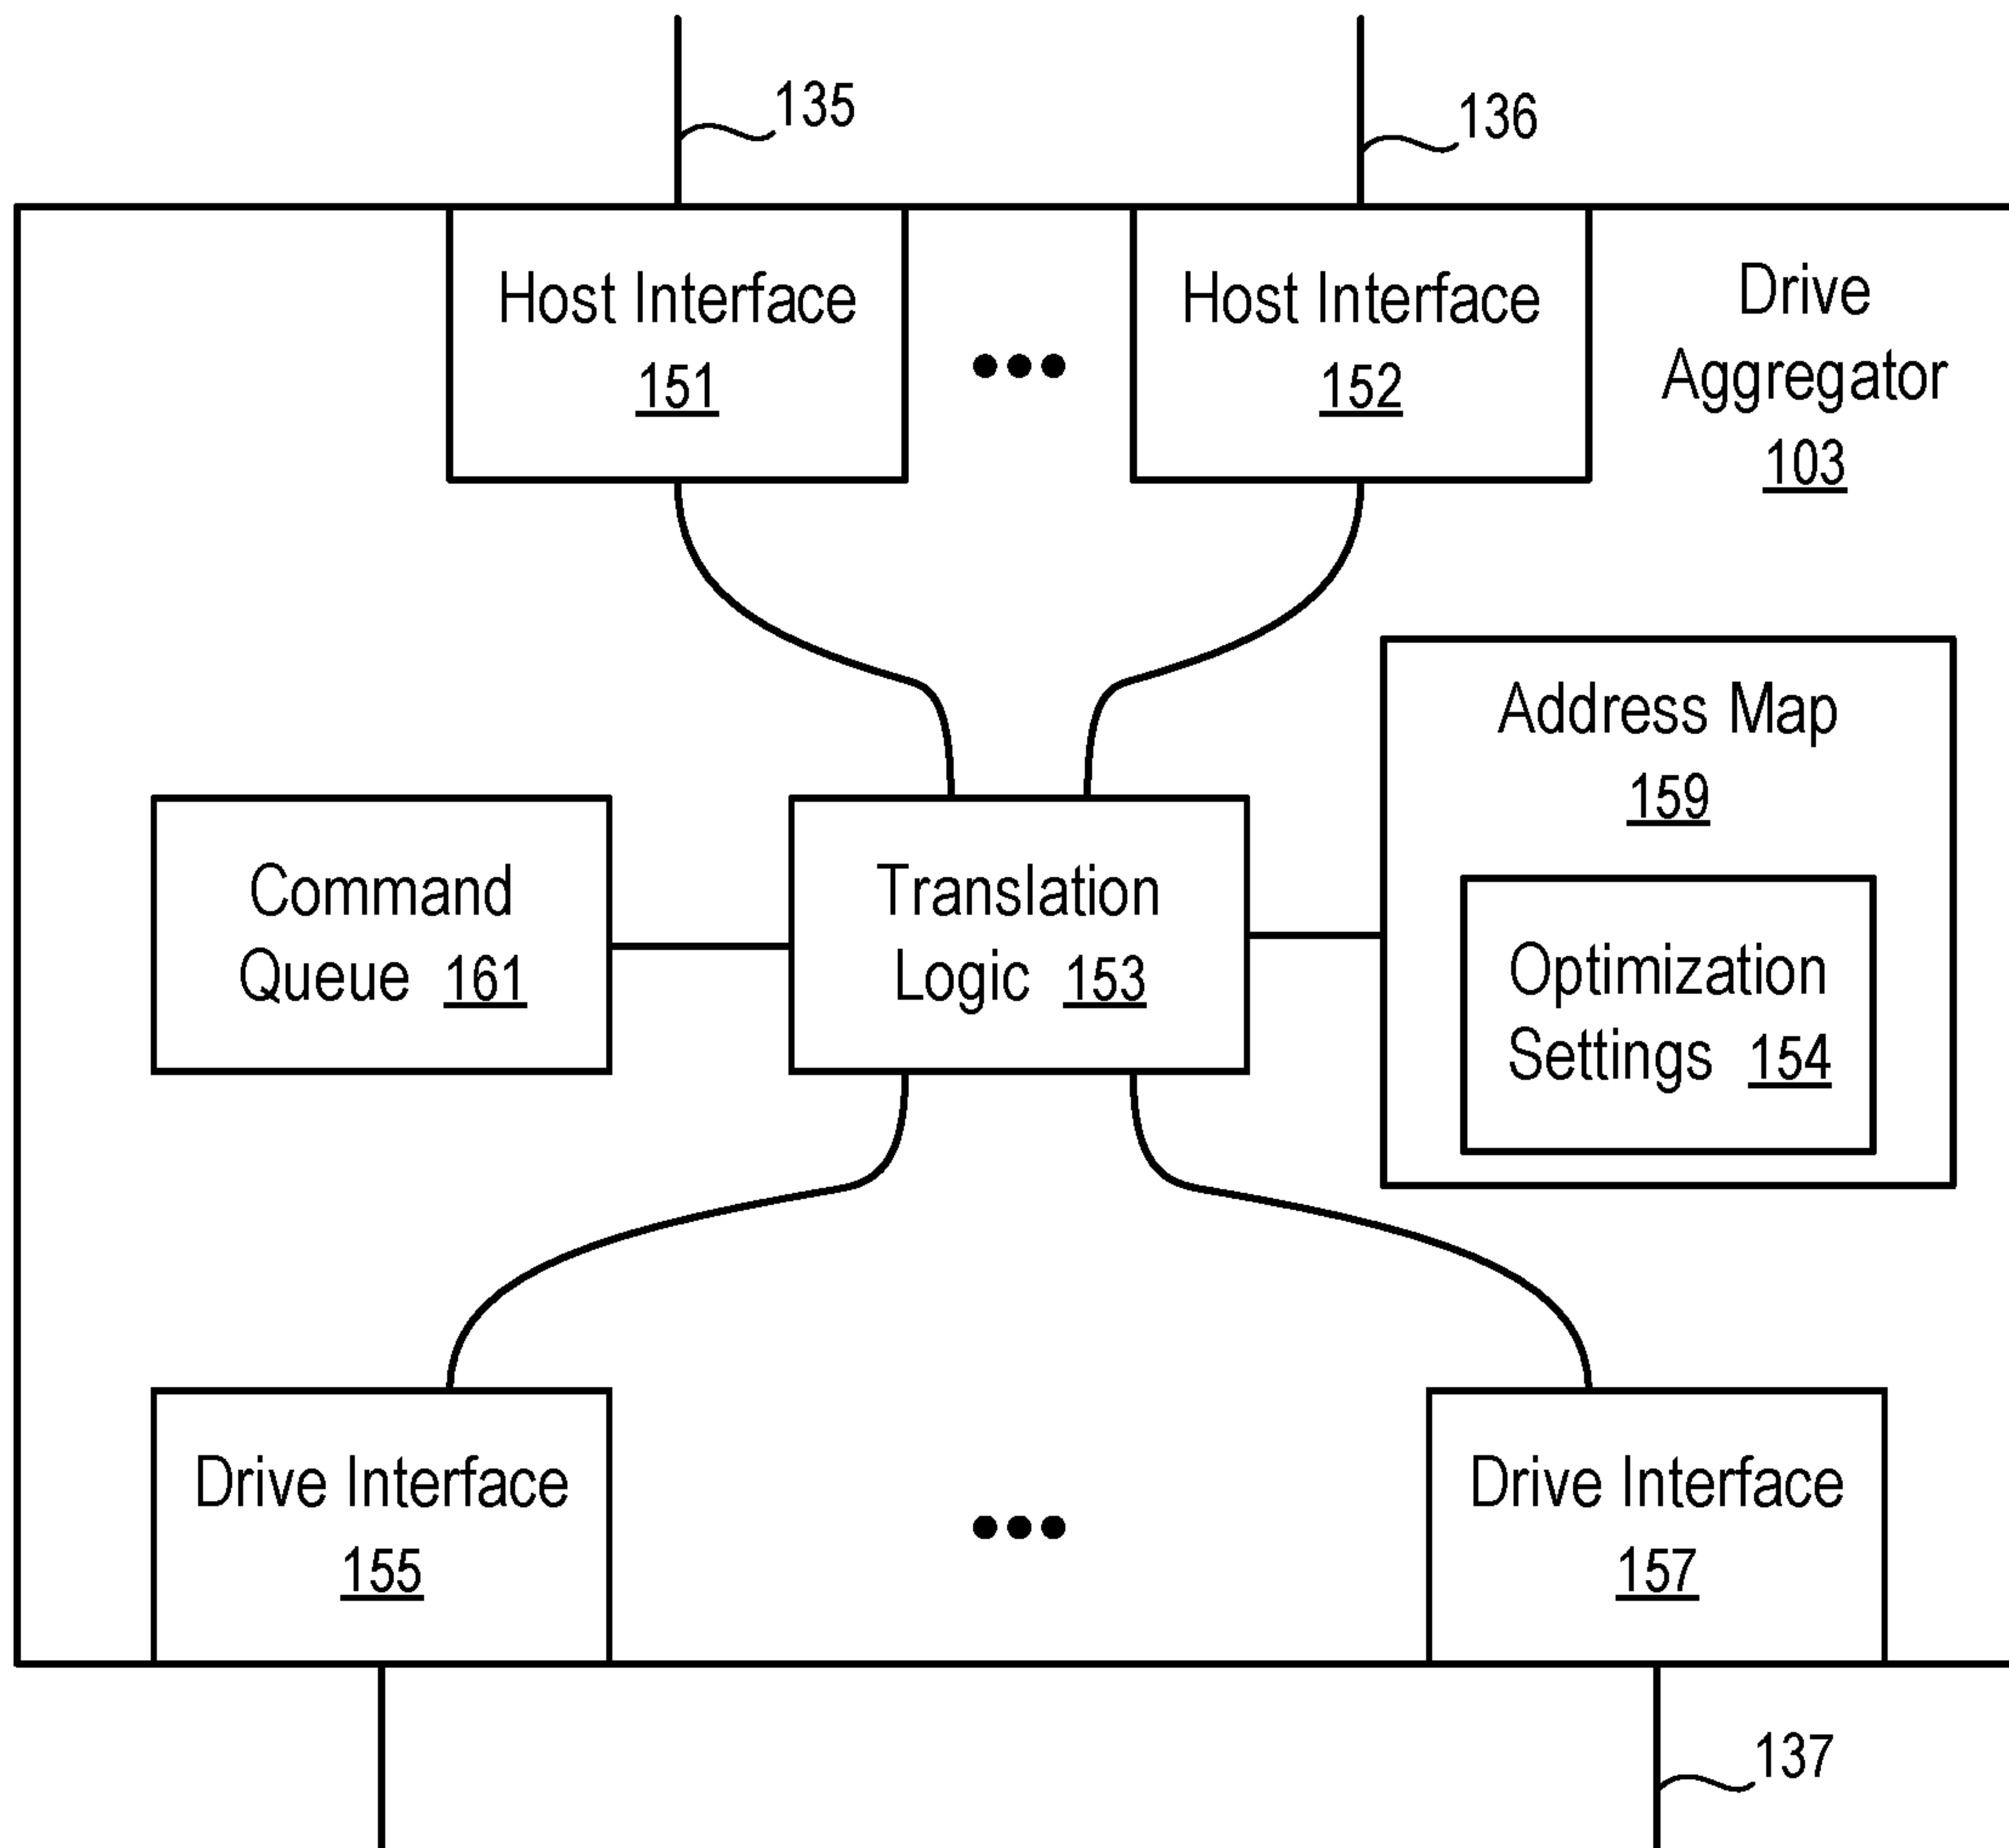 135
136
Host Interface
151
Host Interface
152
Drive
Aggregator
103
Address Map
159
Command
Queue 161
Translation
Logic 153
Optimization
Settings 154
Drive Interface
155
Drive Interface
157
137